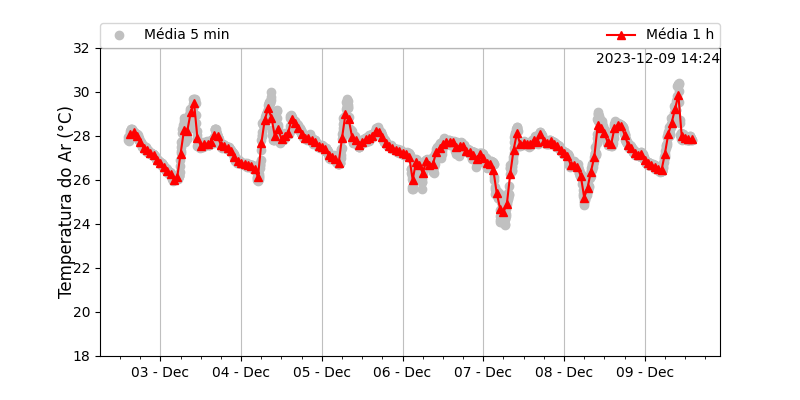 Média 5 min
Média 1 h
2023-12-09 14:24
Temperatura do Ar (°C)
32
30
28
26
24
22
20
18
03 - Dec
04 - Dec
05 - Dec
06 - Dec
07 - Dec
08 - Dec
09 - Dec